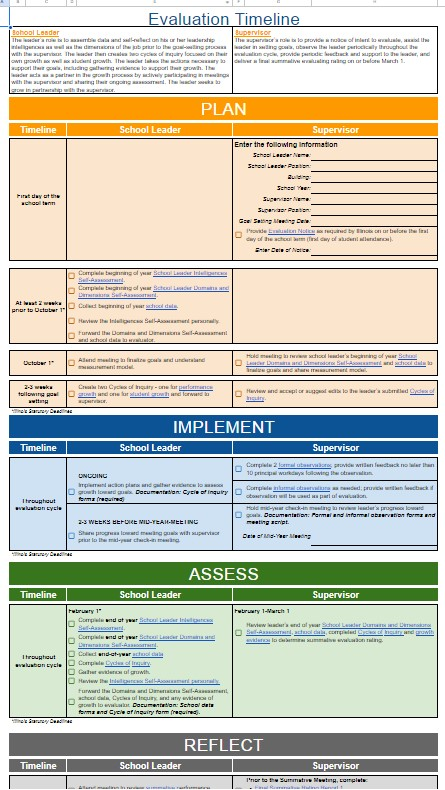 Evaluation Timeline
School Leader
The leader's role is to assemble data and self-reflect on his or her leadership
intelligences as well as the dimensions of the job prior to the goal-setting process
with the supervisor. The leader then creates two cycles of inquiry focused on their
own growth as well as student growth. The leader takes the actions necessary to
support their goals, including gathering evidence to support their growth. The
leader acts as a partner in the growth process by actively participating in meetings
with the supervisor and sharing their ongoing assessment. The leader seeks to
grow in partnership with the supervisor.
Supervisor
The supervisor's role is to provide a notice of intent to evaluate, assist the
leader in setting goals, observe the leader periodically throughout the
evaluation cycle, provide periodic feedback and support to the leader, and
deliver a final summative evaluating rating on or before March 1.
PLAN
Timeline
School Leader
Supervisor
First day of the
school term
Enter the following information
School Leader Name:
School Leader Position:
Building:
School Year:
Supervisor Name:
Supervisor Position:
Goal Setting Meeting Date:
Provide Evaluation Notice as required by Illinois on or before the first
day of the school term (first day of student attendance).
Enter Date of Notice:
At least 2 weeks
prior to October 1*
Complete beginning of year School Leader Intelligences
Self-Assessment.
Complete beginning of year School Leader Domains and
Dimensions Self-Assessment.
Collect beginning of year school data.
Review the Intelligences Self-Assessment personally.
Forward the Domains and Dimensions Self-Assessment
and school data to evaluator.
October 1*
Attend meeting to finalize goals and understand
measurement model.
Hold meeting to review school leader's beginning of year School
Leader Dimensions and Self-Assessment and school data to
finalize goals and share measurement model.
2-3 weeks
following goal
setting
Create two Cycles of Inquiry - one for performance
growth and one for student growth and forward to
supervisor.
Review and accept or suggest edits to the leader's submitted Cycles of
Inquiry.
*Illinois Statutory Deadlines
IMPLEMENT
Timeline
School Leader
Supervisor
Throughout
evaluation cycle
ONGOING
Implement action plans and gather evidence to assess
growth toward goals. Documentation: Cycle of Inquiry
forms (required)
2-3 WEEKS BEFORE MID-YEAR-MEETING
Share progress toward meeting goals with supervisor
prior to the mid-year check-in meeting.
Complete 2 formal observations; provide written feedback no later than
10 principal workdays following the observation.
Complete informal observations as needed; provide written feedback if
observation will be used as part of evaluation.
Hold mid-year check-in meeting to review leader's progress toward
goals. Documentation: Formal and informal observation forms and
meeting script.
Date of Mid-Year Meeting
*Illinois Statutory Deadlines
ASSESS
Timeline
School Leader
Supervisor
Throughout
evaluation cycle
February 1*
Complete end of year School Leader Intelligences
Self-Assessment.
Complete end of year School Leader Domains and
Dimensions Self-Assessment.
Collect end-of-year school data
Complete Cycles of Inquiry.
Gather evidence of growth.
Review the Intelligences Self-Assessment personally.
Forward the Domains and Dimensions Self-Assessment,
school data, Cycles of Inquiry, and any evidence of
growth to evaluator. Documentation: School data
forms and Cycle of Inquiry form (required).
February 1-March 1
Review leader's end of year School Leader Domains and Dimensions
Self-Assessment, school data, completed Cycles of Inquiry and growth
evidence to determine summative evaluation rating.
*Illinois Statutory Deadlines
REFLECT
Timeline
School Leader
Supervisor
Attend meeting to review summative performance
Prior to the Summative Meeting, complete:
Final Summative Rating Report 1